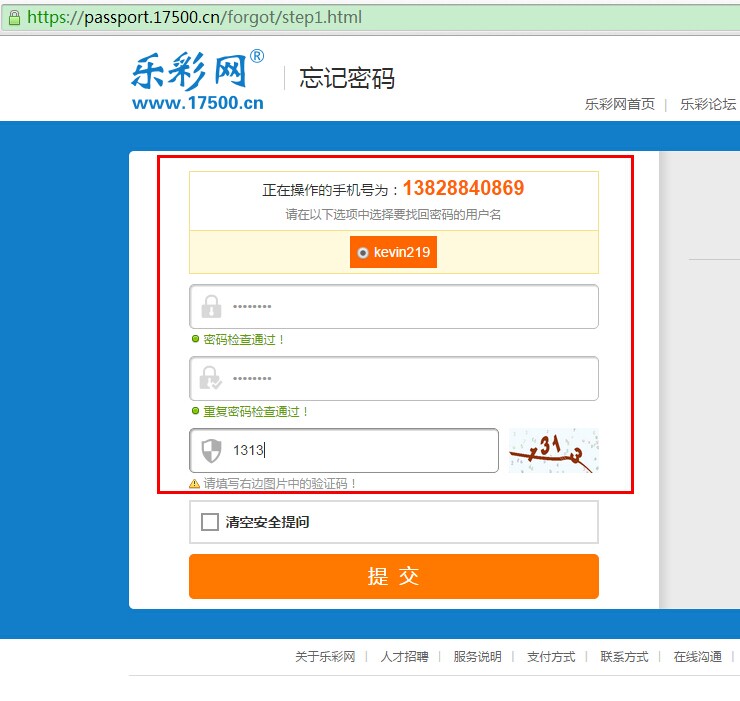 https://passport.17500.cn/forgot/step1.html
乐彩网®
www.17500.cn
忘记密码
乐彩网首页 | 乐彩论坛
正在操作的手机号为：13828840869
请在以下选项中选择要找回密码的用户名
kevin219
••••••••
密码检查通过！
••••••••
重复密码检查通过！
1313
请填写右边图片中的验证码！
清空安全提问
提 交
关于乐彩网 | 人才招聘 | 服务说明 | 支付方式 | 联系方式 | 在线沟通 |